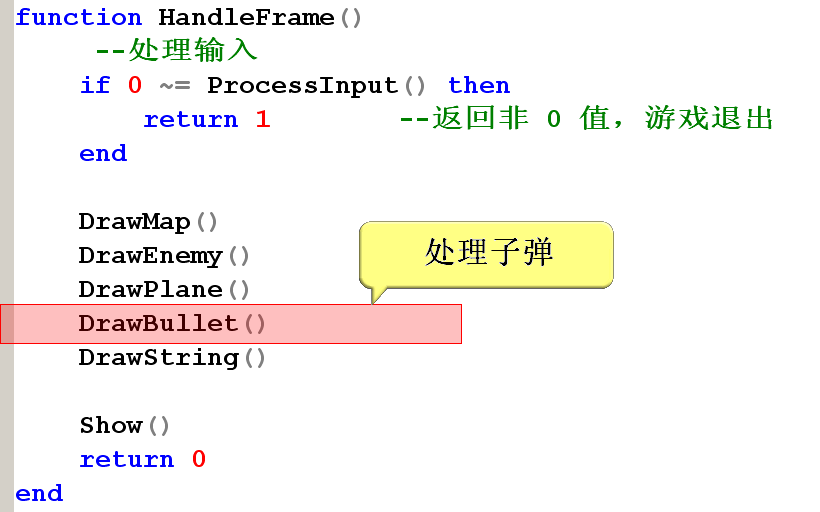 function HandleFrame()
--处理输入
if 0 ~= ProcessInput() then
return 1 --返回非 0 值，游戏退出
end
DrawMap()
DrawEnemy()
处理子弹
DrawPlane()
DrawBullet()
DrawString()
Show()
return 0
end